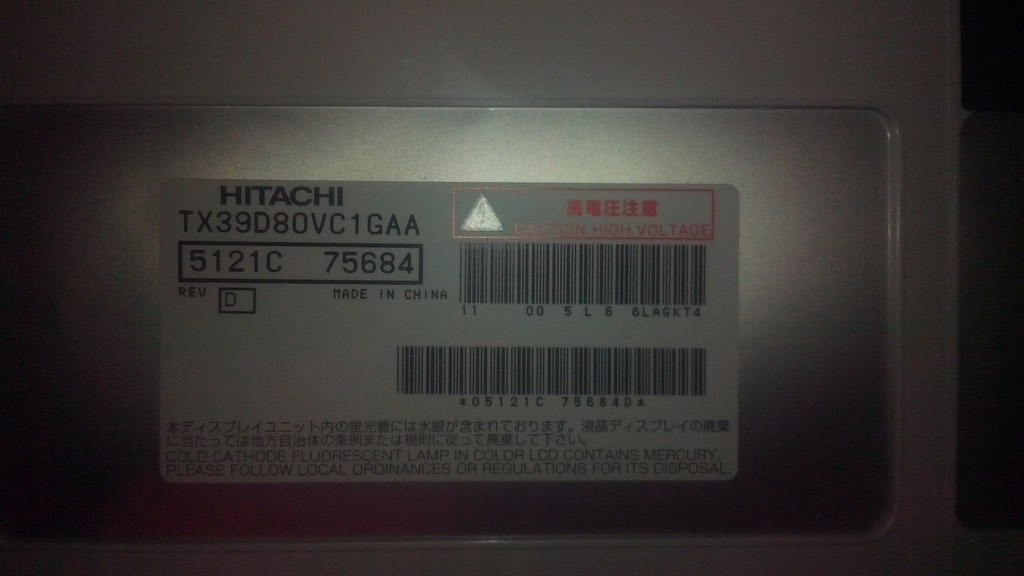 HITACHI
TX39D80VC1GAA
5121C 75684
REV D
MADE IN CHINA
高電圧注意
CAUTION HIGH VOLTAGE
11 00 5 L 6 6LAGKT4
*05121C 75684D*
本ディスプレイユニット内の蛍光管には水銀が含まれております。液晶ディスプレイの廃棄
に当たっては地方自治体の条例または規則に従って廃棄して下さい。
COLD CATHODE FLUORESCENT LAMP IN COLOR LCD CONTAINS MERCURY.
PLEASE FOLLOW LOCAL ORDINANCES OR REGULATIONS FOR ITS DISPOSAL.